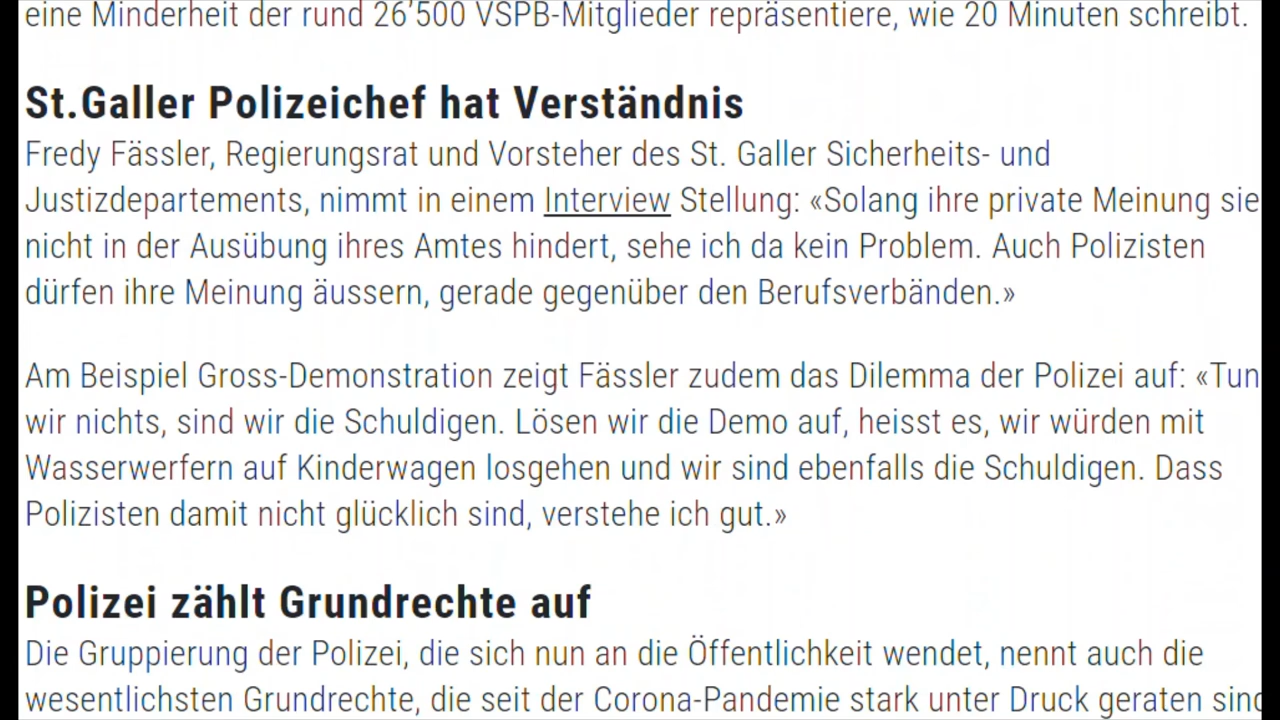 eine Minderheit der rund 26'500 VSPB-Mitglieder repräsentiere, wie 20 Minuten schreibt.
St.Galler Polizeichef hat Verständnis
Fredy Fässler, Regierungsrat und Vorsteher des St. Galler Sicherheits- und
Justizdepartements, nimmt in einem Interview Stellung: «Solang ihre private Meinung sie
nicht in der Ausübung ihres Amtes hindert, sehe ich da kein Problem. Auch Polizisten
dürfen ihre Meinung äussern, gerade gegenüber den Berufsverbänden.»
Am Beispiel Gross-Demonstration zeigt Fässler zudem das Dilemma der Polizei auf: «Tun
wir nichts, sind wir die Schuldigen. Lösen wir die Demo auf, heisst es, wir würden mit
Wasserwerfern auf Kinderwagen losgehen und wir sind ebenfalls die Schuldigen. Dass
Polizisten damit nicht glücklich sind, verstehe ich gut.»
Polizei zählt Grundrechte auf
Die Gruppierung der Polizei, die sich nun an die Öffentlichkeit wendet, nennt auch die
wesentlichsten Grundrechte, die seit der Corona-Pandemie stark unter Druck geraten sind